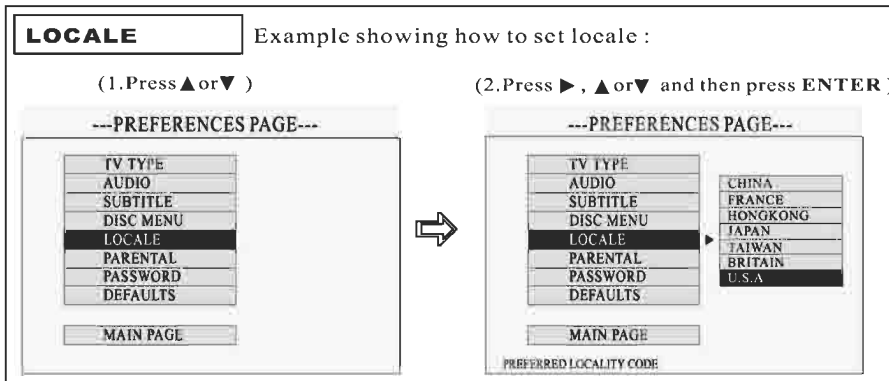 LOCALE
Example showing how to set locale :
(1.Press▲or▼ )
---PREFERENCES PAGE---
TV TYPE
AUDIO
SUBTITLE
DISC MENU
LOCALE
PARENTAL
PASSWORD
DEFAULTS
MAIN PAGE
(2.Press ▶ , ▲or▼ and then press ENTER )
---PREFERENCES PAGE---
TV TYPE
AUDIO
SUBTITLE
DISC MENU
LOCALE
PARENTAL
PASSWORD
DEFAULTS
MAIN PAGE
CHINA
FRANCE
HONGKONG
JAPAN
TAIWAN
BRITAIN
U.S.A
PREFERRED LOCALITY CODE